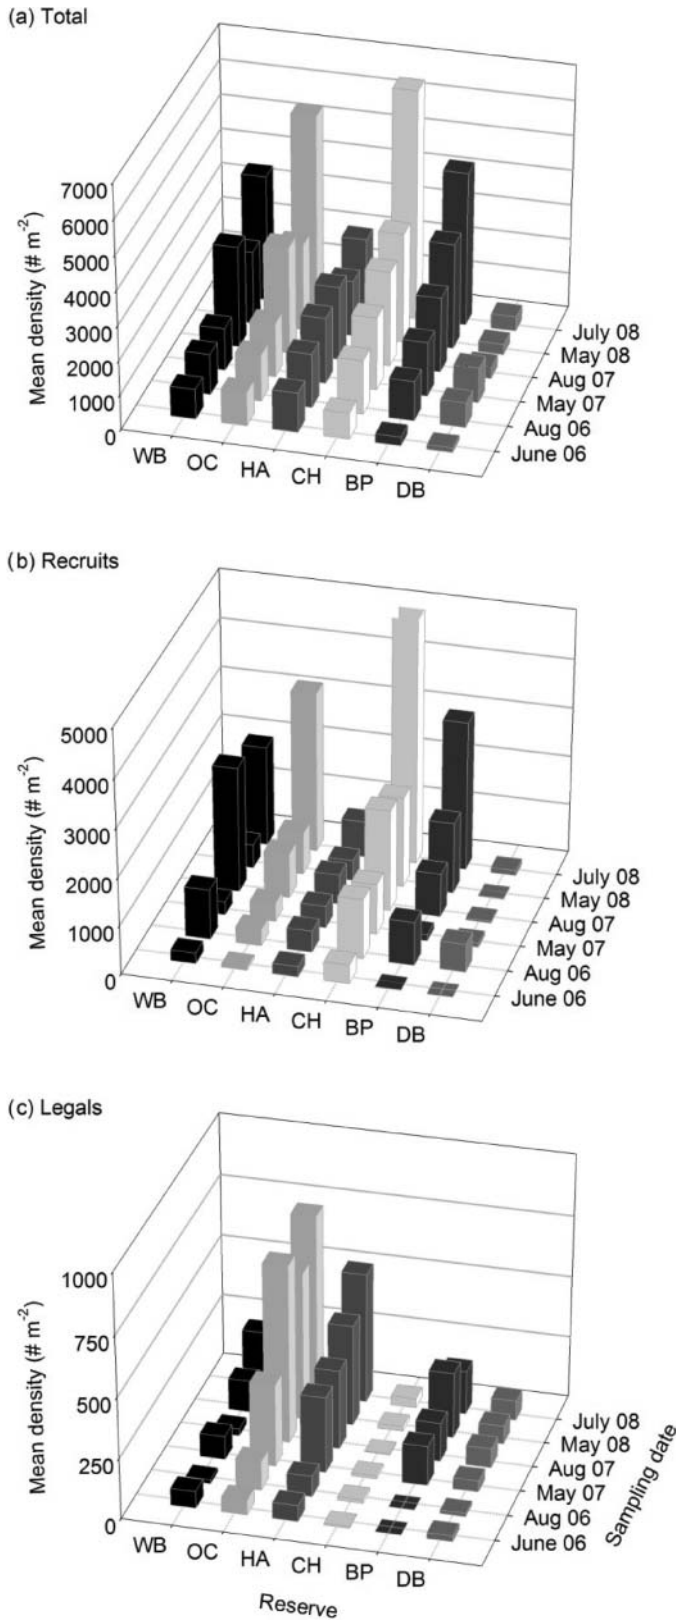 (a) Total
7000
6000
5000
4000
3000
2000
1000
0
Mean density (# m-2)
WB OC HA CH BP DB
July 08
May 08
Aug 07
May 07
Aug 06
June 06
(b) Recruits
5000
4000
3000
2000
1000
0
Mean density (# m-2)
WB OC HA CH BP DB
July 08
May 08
Aug 07
May 07
Aug 06
June 06
(c) Legals
1000
750
500
250
0
Mean density (# m-2)
WB OC HA CH BP DB
July 08
May 08
Aug 07
May 07
Aug 06
June 06
Sampling date
Reserve